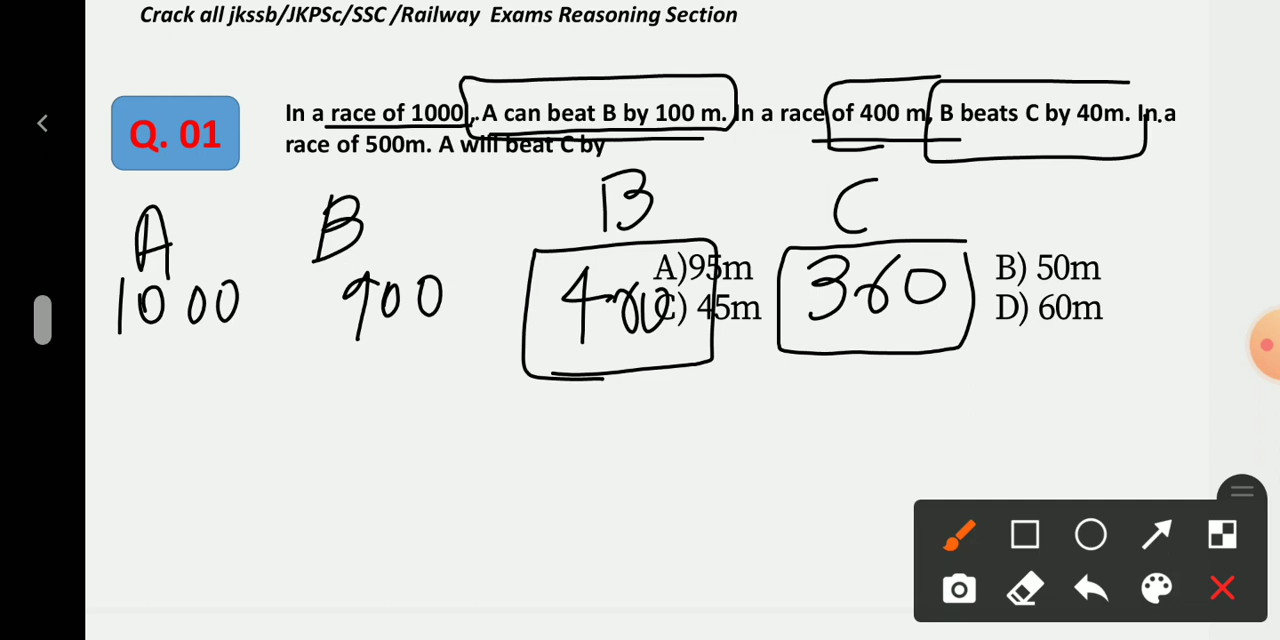 Crack all jkssb/JKPSc/SSC /Railway Exams Reasoning Section
Q. 01
In a race of 1000, .A can beat B by 100 m. In a race of 400 m, B beats C by 40m. In a
race of 500m. A will beat C by
A B B C
1000 900 400 360
A)95m B) 50m
C) 45m D) 60m